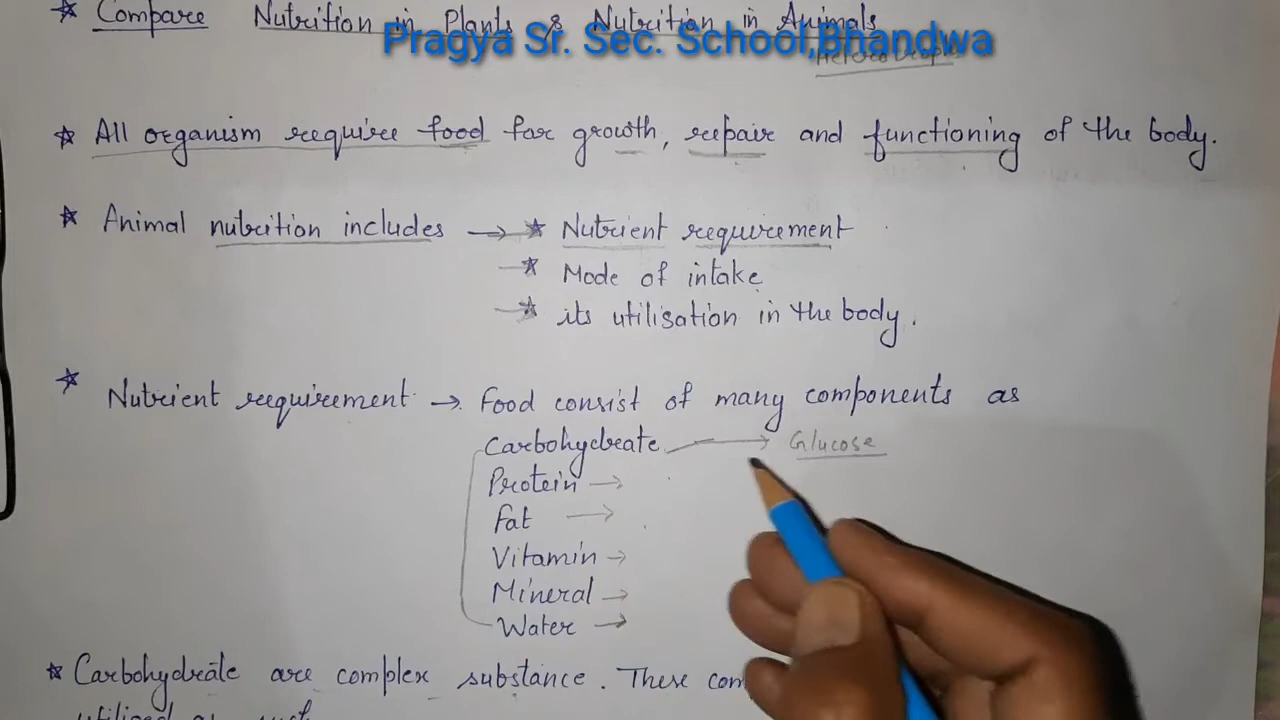 * Compare Nutrition in Plants & Nutrition in Animals
Pragya Sr. Sec. School,Bhandwa
* All organism require food for growth, repair and functioning of the body.
* Animal nutrition includes → * Nutrient requirement
→ * Mode of intake
→ * its utilisation in the body.
* Nutrient requirement → Food consist of many components as
Carbohydrate → Glucose
Protein →
Fat →
Vitamin →
Mineral →
Water →
* Carbohydrate are complex substance. These
utilised as such